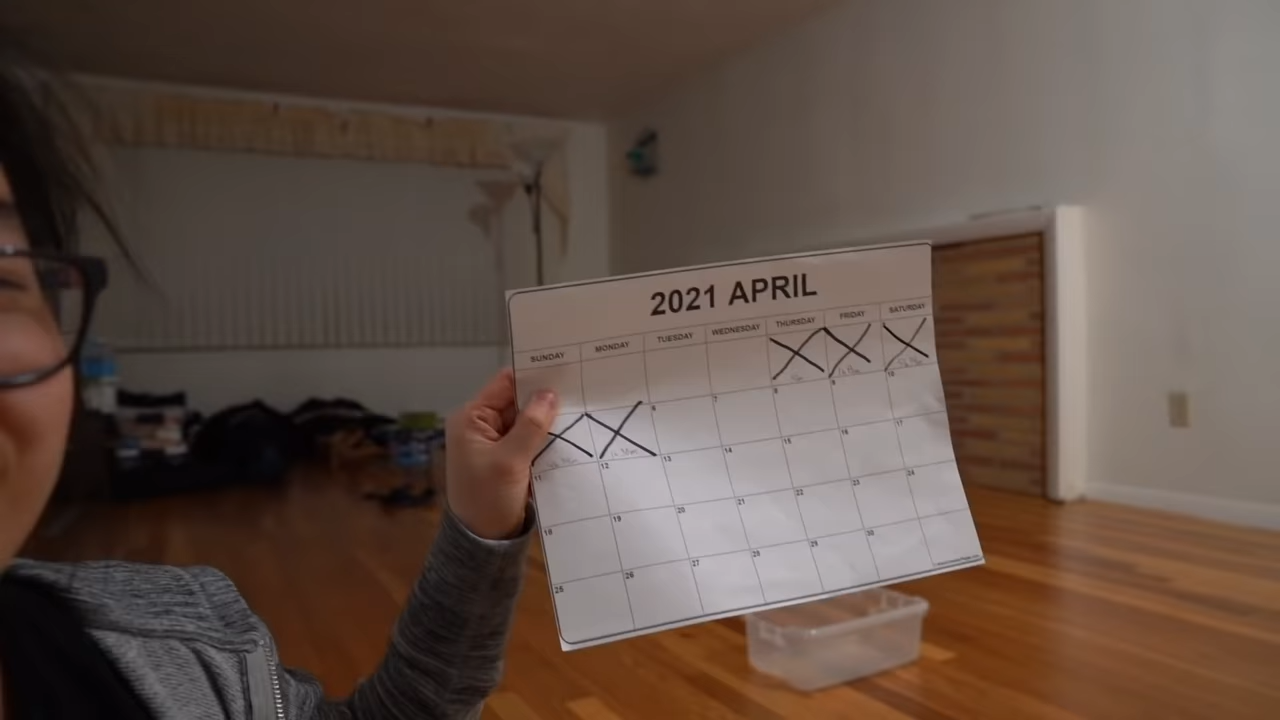 2021 APRIL
SUNDAY MONDAY TUESDAY WEDNESDAY THURSDAY FRIDAY SATURDAY
6 7 8 9 10
11 12 13 14 15 16 17
18 19 20 21 22 23 24
25 26 27 28 29 30